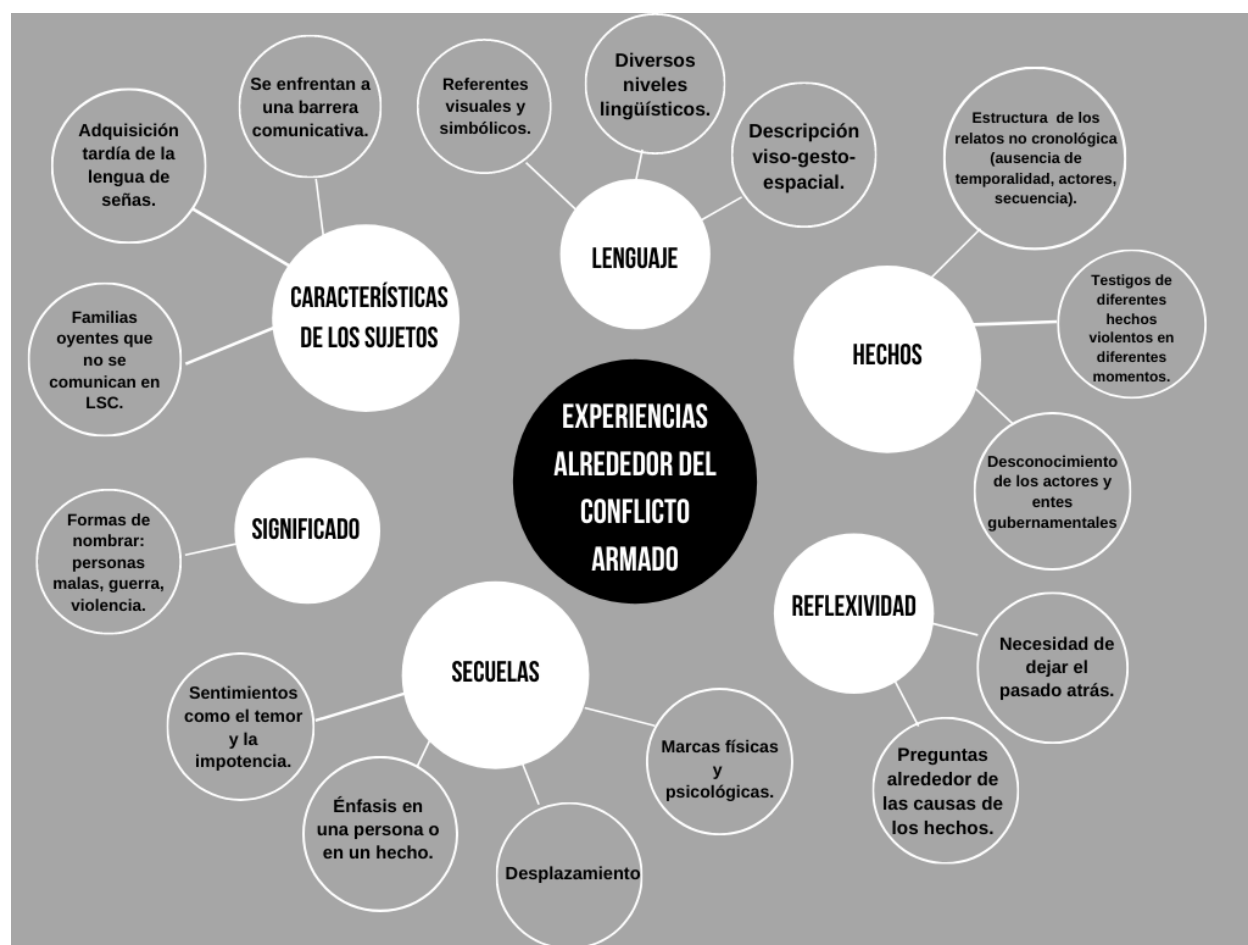 EXPERIENCIAS
ALREDEDOR DEL
CONFLICTO
ARMADO
CARACTERÍSTICAS
DE LOS SUJETOS
Se enfrentan a
una barrera
comunicativa.
Adquisición
tardía de la
lengua de
señas.
Familias
oyentes que
no se
comunican en
LSC.
LENGUAJE
Referentes
visuales y
simbólicos.
Diversos
niveles
lingüísticos.
Descripción
viso-gesto-
espacial.
HECHOS
Estructura de los
relatos no cronológica
(ausencia de
temporalidad, actores,
secuencia).
Testigos de
diferentes
hechos
violentos en
diferentes
momentos.
Desconocimiento
de los actores y
entes
gubernamentales
REFLEXIVIDAD
Necesidad de
dejar el
pasado atrás.
Preguntas
alrededor de
las causas de
los hechos.
SECUELAS
Marcas físicas
y
psicológicas.
Desplazamiento
Énfasis en
una persona o
en un hecho.
Sentimientos
como el temor
y la
impotencia.
SIGNIFICADO
Formas de
nombrar:
personas
malas, guerra,
violencia.